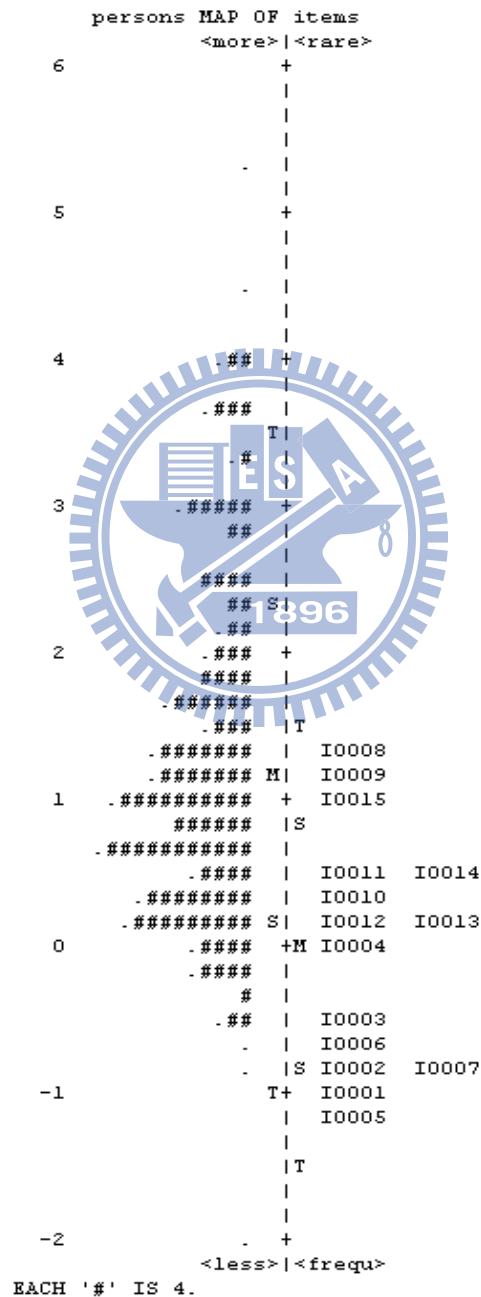 persons MAP OF items
<more>|<rare>
6 +
|
|
|
. |
|
5 +
|
|
. |
|
4 .## +
|
.### |
T|
.# |
|
3 .##### +
## |
|
#### |
## S|
.## |
2 .### +
#### |
.###### |
.### |T
.####### | I0008
.####### M| I0009
1 .########## + I0015
###### |S
.########### |
.#### | I0011 I0014
.####### | I0010
.######### S| I0012 I0013
0 .#### +M I0004
.#### |
# |
.## | I0003
. | I0006
. |S I0002 I0007
-1 T+ I0001
| I0005
|
|T
|
|
-2 . +
<less>|<frequ>
EACH '#' IS 4.
E S A
1896